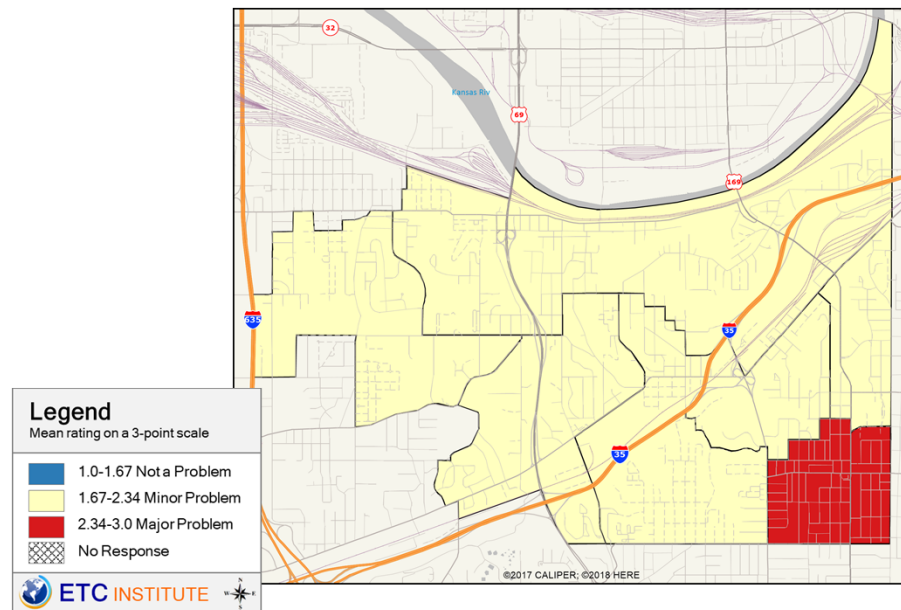 32
Kansas Riv
69
169
635
35
35
Legend
Mean rating on a 3-point scale
1.0-1.67 Not a Problem
1.67-2.34 Minor Problem
2.34-3.0 Major Problem
No Response
©2017 CALIPER; ©2018 HERE
ETC INSTITUTE
N
W E
S